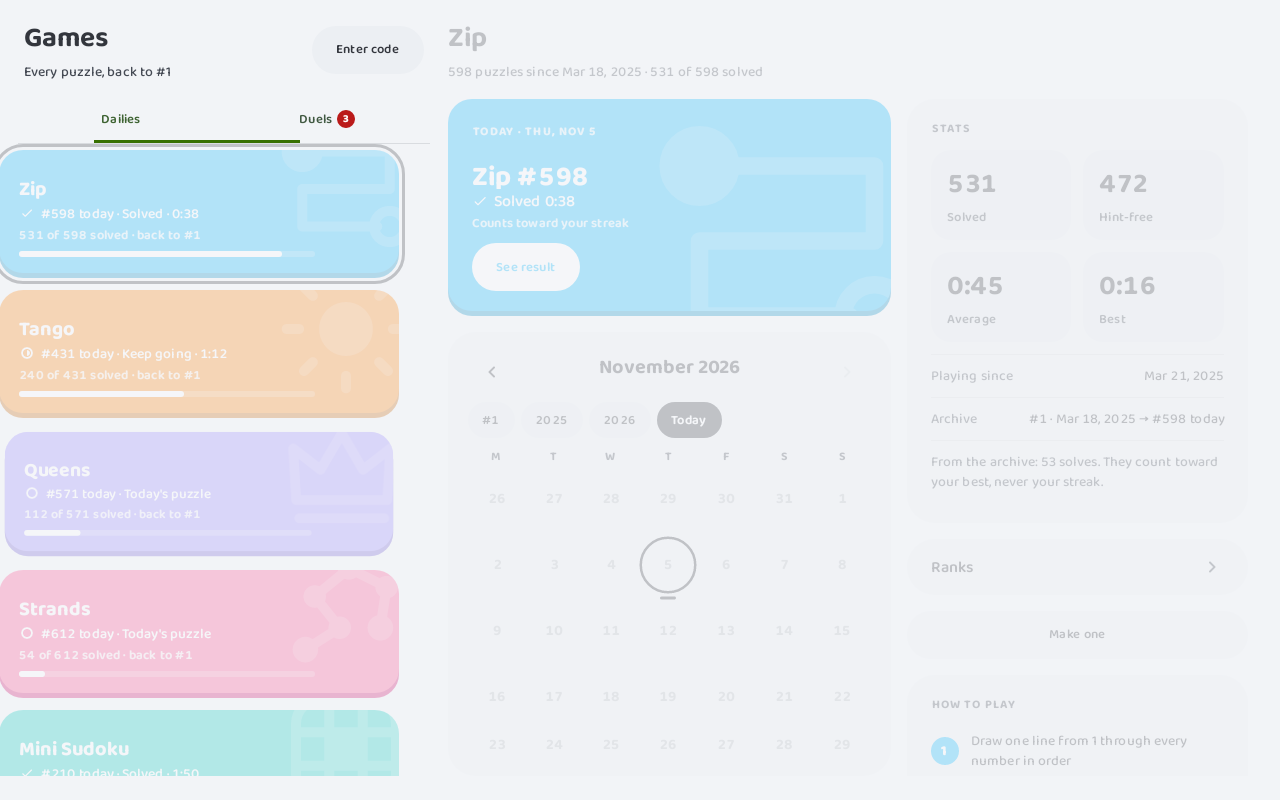 Games
Every puzzle, back to #1
Enter code
Dailies
Duels 3
Zip
#598 today · Solved · 0:38
531 of 598 solved · back to #1
Tango
#431 today · Keep going · 1:12
240 of 431 solved · back to #1
Queens
#571 today · Today's puzzle
112 of 571 solved · back to #1
Strands
#612 today · Today's puzzle
54 of 612 solved · back to #1
Mini Sudoku
#210 today · Solved · 1:50
Zip
598 puzzles since Mar 18, 2025 · 531 of 598 solved
TODAY · THU, NOV 5
Zip #598
Solved 0:38
Counts toward your streak
See result
November 2026
#1 2025 2026 Today
M T W T F S S
26 27 28 29 30 31 1
2 3 4 5 6 7 8
9 10 11 12 13 14 15
16 17 18 19 20 21 22
23 24 25 26 27 28 29
STATS
531 472
Solved Hint-free
0:45 0:16
Average Best
Playing since Mar 21, 2025
Archive #1 · Mar 18, 2025 → #598 today
From the archive: 53 solves. They count toward
your best, never your streak.
Ranks
Make one
HOW TO PLAY
1 Draw one line from 1 through every
number in order